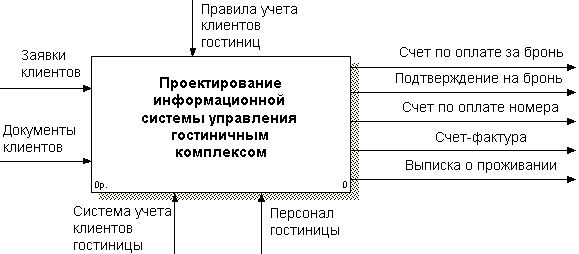 Правила учета
клиентов
гостиниц
Заявки
клиентов
Документы
клиентов
Проектирование
информационной
системы управления
гостиничным
комплексом
0р.
0
Счет по оплате за бронь
Подтверждение на бронь
Счет по оплате номера
Счет-фактура
Выписка о проживании
Система учета
клиентов
гостиницы
Персонал
гостиницы